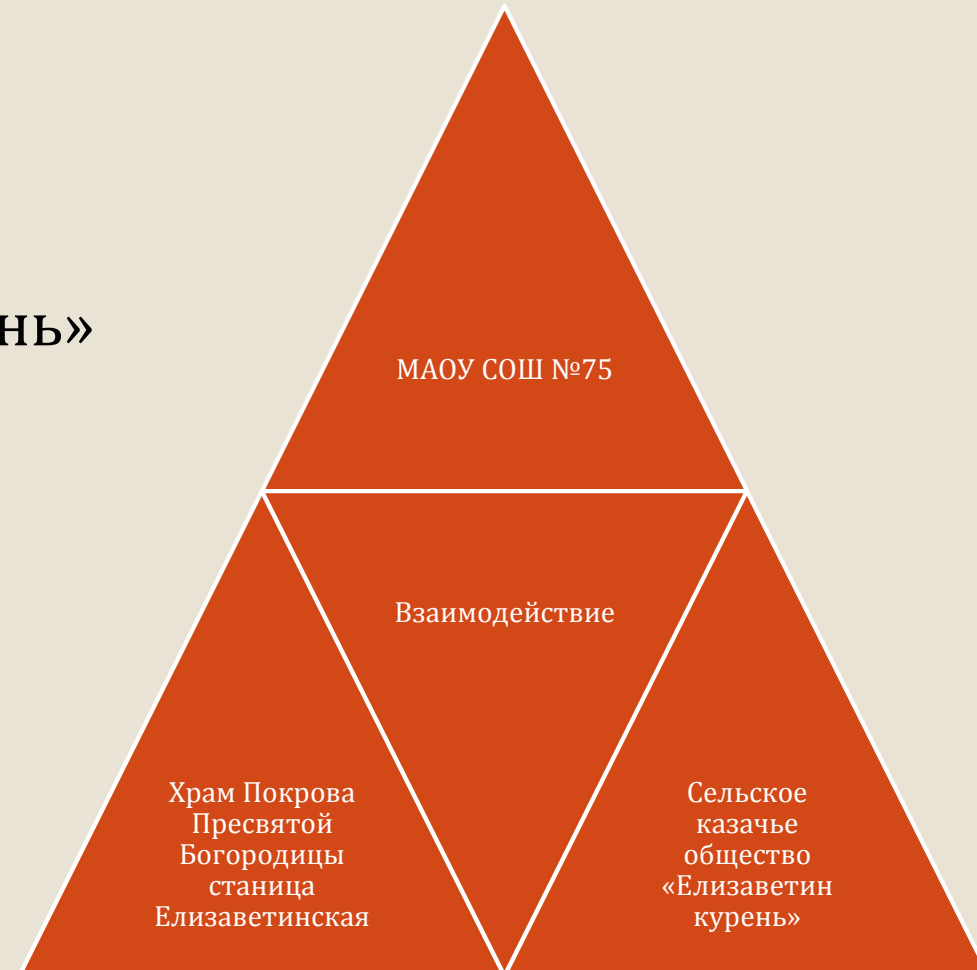 нь»
МАОУ СОШ №75
Взаимодействие
Храм Покрова
Пресвятой
Богородицы
станица
Елизаветинская
Сельское
казачье
общество
«Елизаветин
курень»